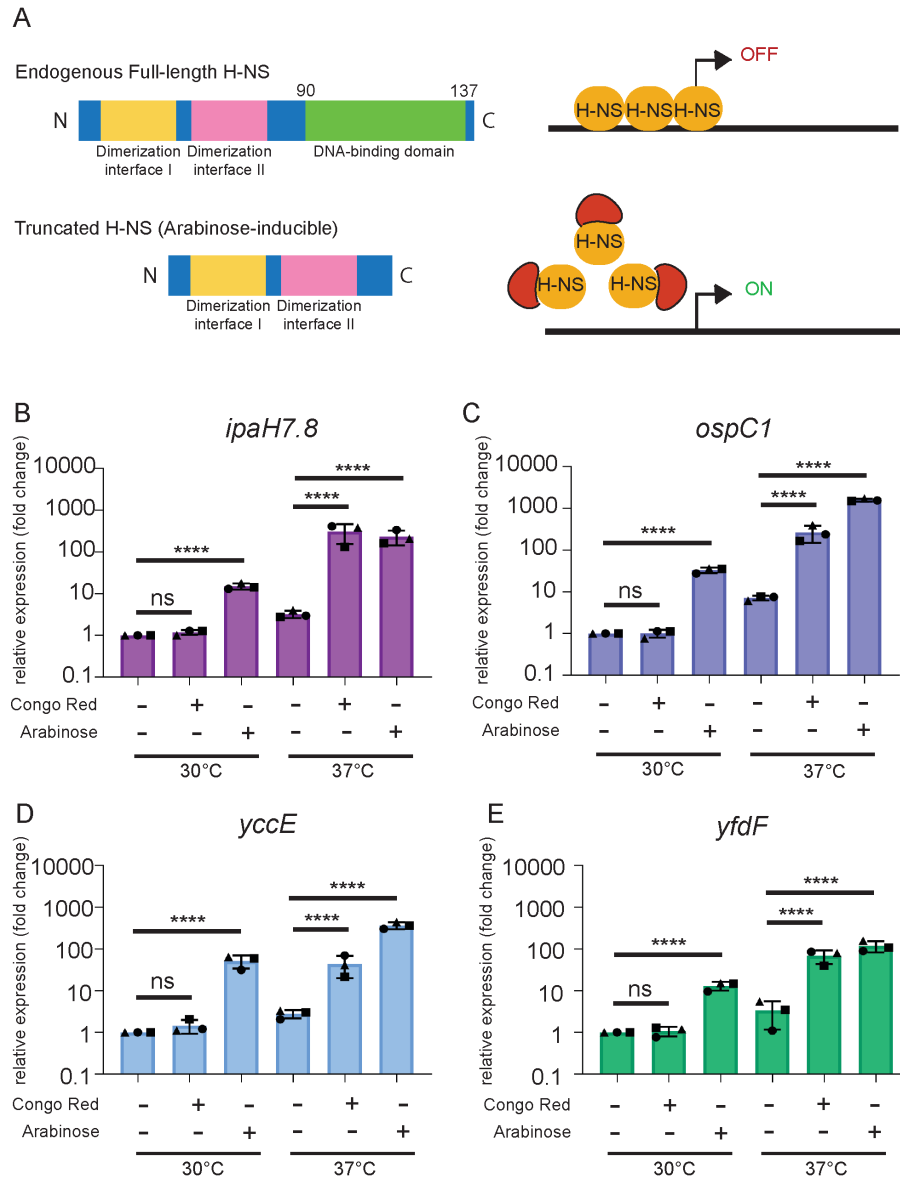 A
Endogenous Full-length H-NS
90
137
N
C
Dimerization
interface I
Dimerization
interface II
DNA-binding domain
OFF
H-NS
H-NS
H-NS
Truncated H-NS (Arabinose-inducible)
N
C
Dimerization
interface I
Dimerization
interface II
H-NS
H-NS
H-NS
ON
B
ipaH7.8
relative expression (fold change)
10000
1000
100
10
1
0.1
ns
****
****
****
Congo Red
- + - - + -
Arabinose
- - + - - +
30°C
37°C
C
ospC1
relative expression (fold change)
10000
1000
100
10
1
0.1
ns
****
****
****
Congo Red
- + - - + -
Arabinose
- - + - - +
30°C
37°C
D
yccE
relative expression (fold change)
10000
1000
100
10
1
0.1
ns
****
****
****
Congo Red
- + - - + -
Arabinose
- - + - - +
30°C
37°C
E
yfdF
relative expression (fold change)
10000
1000
100
10
1
0.1
ns
****
****
****
Congo Red
- + - - + -
Arabinose
- - + - - +
30°C
37°C